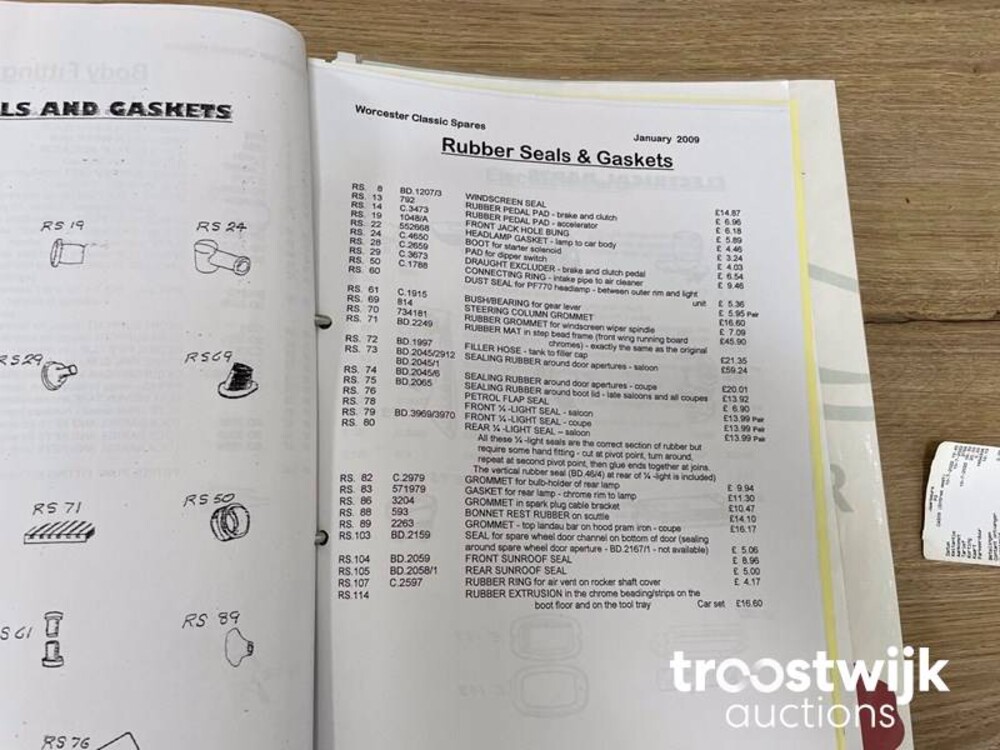 LS AND GASKETS
RS 19
RS 24
RS29
RS69
RS 71
RS 50
S 61
RS 89
RS 76
Worcester Classic Spares
January 2009
Rubber Seals & Gaskets
RS. 8 BD.1207/3 WINDSCREEN SEAL £14.87
RS. 13 792 RUBBER PEDAL PAD - brake and clutch £ 6.96
RS. 14 C.3473 RUBBER PEDAL PAD - accelerator £ 6.18
RS. 19 1048/A FRONT JACK HOLE BUNG £ 5.89
RS. 22 552668 HEADLAMP GASKET - lamp to car body £ 4.46
RS. 24 C.4650 BOOT for starter solenoid £ 3.24
RS. 28 C.2659 PAD for dipper switch £ 4.03
RS. 29 C.3673 DRAUGHT EXCLUDER - brake and clutch pedal £ 6.54
RS. 50 C.1788 CONNECTING RING - intake pipe to air cleaner £ 9.46
RS. 60 DUST SEAL for PF770 headlamp - between outer rim and light
unit £ 5.36
RS. 61 C.1915 BUSH/BEARING for gear lever £ 5.95 Pair
RS. 69 814 STEERING COLUMN GROMMET £16.60
RS. 70 734181 RUBBER GROMMET for windscreen wiper spindle £ 7.09
RS. 71 BD.2249 RUBBER MAT in step bead frame (front wing running board £45.90
chromes) - exactly the same as the original
RS. 72 BD.1997 FILLER HOSE - tank to filler cap £21.35
RS. 73 BD.2045/2912 SEALING RUBBER around door apertures - saloon £59.24
BD.2045/1
RS. 74 BD.2045/6 SEALING RUBBER around door apertures - coupe £20.01
RS. 75 BD.2065 SEALING RUBBER around boot lid - late saloons and all coupes £13.92
RS. 76 PETROL FLAP SEAL £ 6.90
RS. 78 FRONT ¼-LIGHT SEAL - saloon £13.99 Pair
RS. 79 BD.3969/3970 FRONT ¼-LIGHT SEAL - coupe £13.99 Pair
RS. 80 REAR ¼-LIGHT SEAL – saloon £13.99 Pair
All these ¼-light seals are the correct section of rubber but
require some hand fitting - cut at pivot point, turn around,
repeat at second pivot point, then glue ends together at joins.
The vertical rubber seal (BD.46/4) at rear of ¼-light is included)
RS. 82 C.2979 GROMMET for bulb-holder of rear lamp £ 9.94
RS. 83 571979 GASKET for rear lamp - chrome rim to lamp £11.30
RS. 86 3204 GROMMET in spark plug cable bracket £10.47
RS. 88 593 BONNET REST RUBBER on scuttle £14.10
RS. 89 2263 GROMMET - top landau bar on hood pram iron - coupe £16.17
RS.103 BD.2159 SEAL for spare wheel door channel on bottom of door (sealing
around spare wheel door aperture - BD.2167/1 - not available) £ 5.06
RS.104 BD.2059 FRONT SUNROOF SEAL £ 8.96
RS.105 BD.2058/1 REAR SUNROOF SEAL £ 5.00
RS.107 C.2597 RUBBER RING for air vent on rocker shaft cover £ 4.17
RS.114 RUBBER EXTRUSION in the chrome beading/strips on the
boot floor and on the tool tray Car set £16.60
troostwijk
auctions